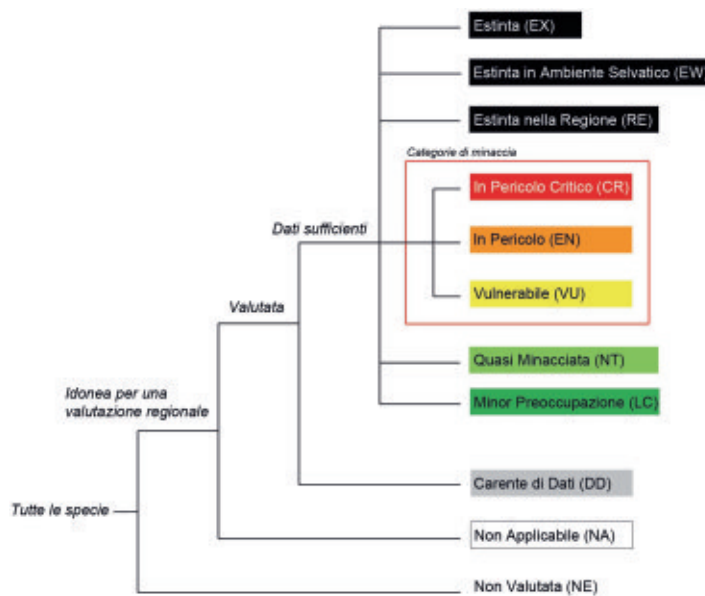 Estinta (EX)
Estinta in Ambiente Selvatico (EW
Estinta nella Regione (RE)
Categorie di minaccia
In Pericolo Critico (CR)
Dati sufficienti
In Pericolo (EN)
Vulnerabile (VU)
Valutata
Quasi Minacciata (NT)
Idonea per una
valutazione regionale
Minor Preoccupazione (LC)
Carente di Dati (DD)
Tutte le specie
Non Applicabile (NA)
Non Valutata (NE)